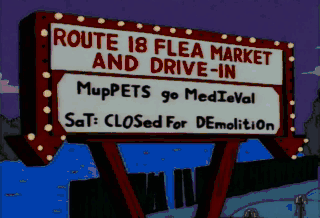 ROUTE 18 FLEA MARKET
AND DRIVE-IN
MupPETS go MedIeVal
SaT: CLOSed FoR DEmolitiOn